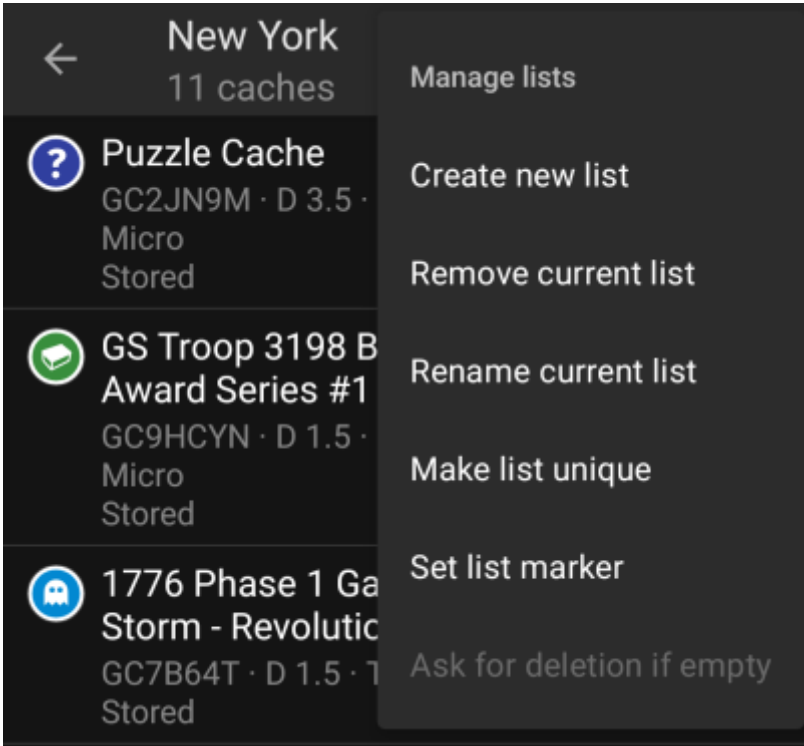 New York
11 caches
?
Puzzle Cache
GC2JN9M · D 3.5 ·
Micro
Stored
GS Troop 3198 B
Award Series #1
GC9HCYN · D 1.5 ·
Micro
Stored
1776 Phase 1 Ga
Storm - Revolutic
GC7B64T · D 1.5 · T
Stored
Manage lists
Create new list
Remove current list
Rename current list
Make list unique
Set list marker
Ask for deletion if empty